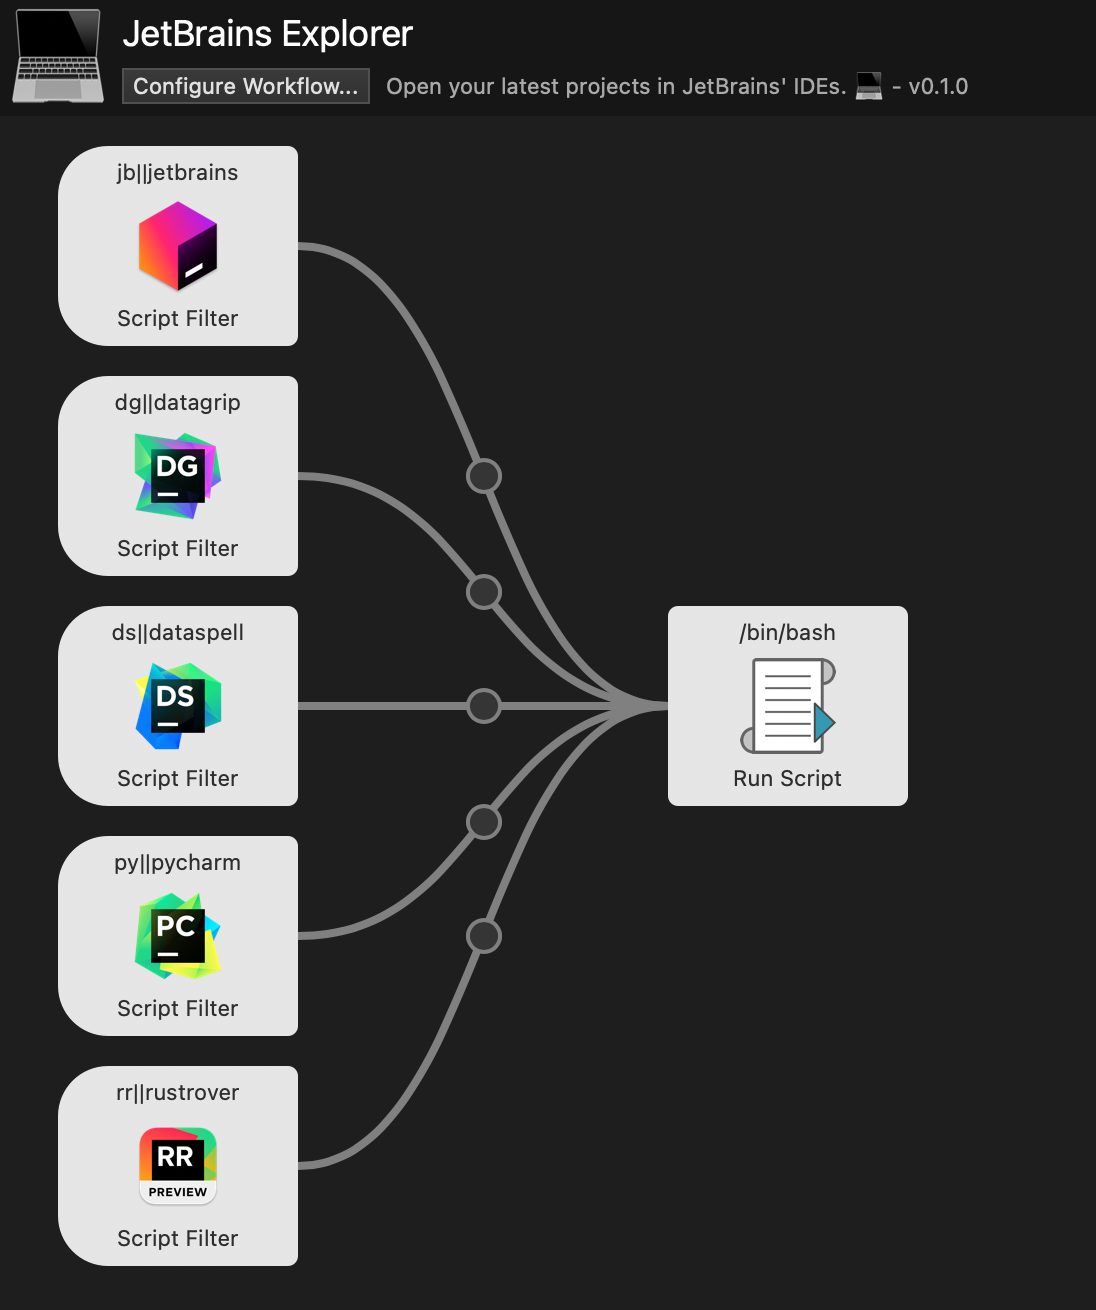 JetBrains Explorer
Configure Workflow...
Open your latest projects in JetBrains' IDEs. 💻 - v0.1.0
jb||jetbrains
Script Filter
dg||datagrip
DG
Script Filter
ds||dataspell
DS
Script Filter
/bin/bash
Run Script
py||pycharm
PC
Script Filter
rr||rustrover
RR
PREVIEW
Script Filter